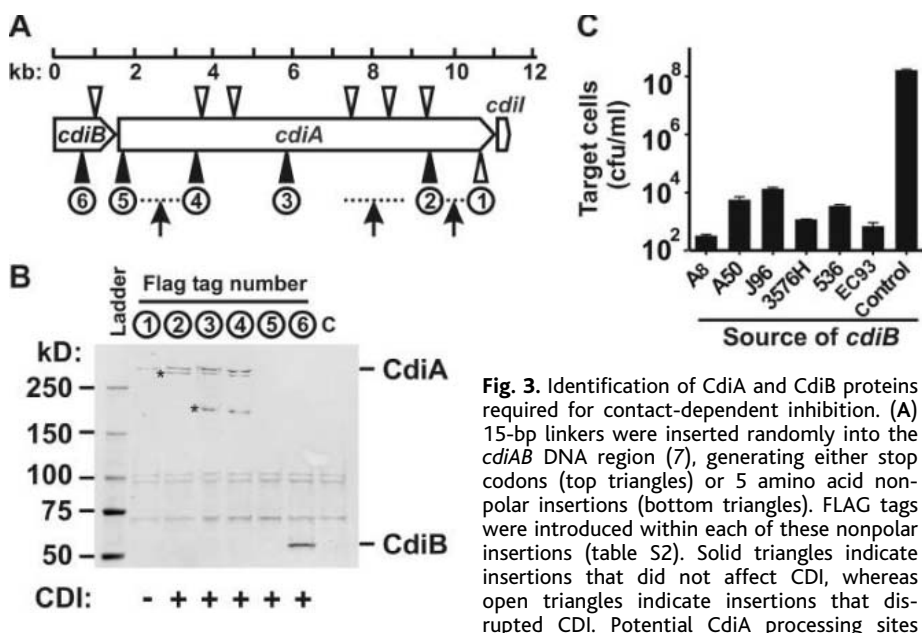 A
kb: 0 2 4 6 8 10 12
cdiI
cdiB cdiA
6 5 4 3 2 1
B
Flag tag number
Ladder 1 2 3 4 5 6 C
kD:
CdiA
250
*
*
150
100
75
CdiB
50
CDI: - + + + + +
C
Target cells
(cfu/ml)
10^8
10^6
10^4
10^2
A8 A50 J96 3576H 536 EC93 Control
Source of cdiB
Fig. 3. Identification of CdiA and CdiB proteins
required for contact-dependent inhibition. (A)
15-bp linkers were inserted randomly into the
cdiAB DNA region (7), generating either stop
codons (top triangles) or 5 amino acid non-
polar insertions (bottom triangles). FLAG tags
were introduced within each of these nonpolar
insertions (table S2). Solid triangles indicate
insertions that did not affect CDI, whereas
open triangles indicate insertions that dis-
rupted CDI. Potential CdiA processing sites